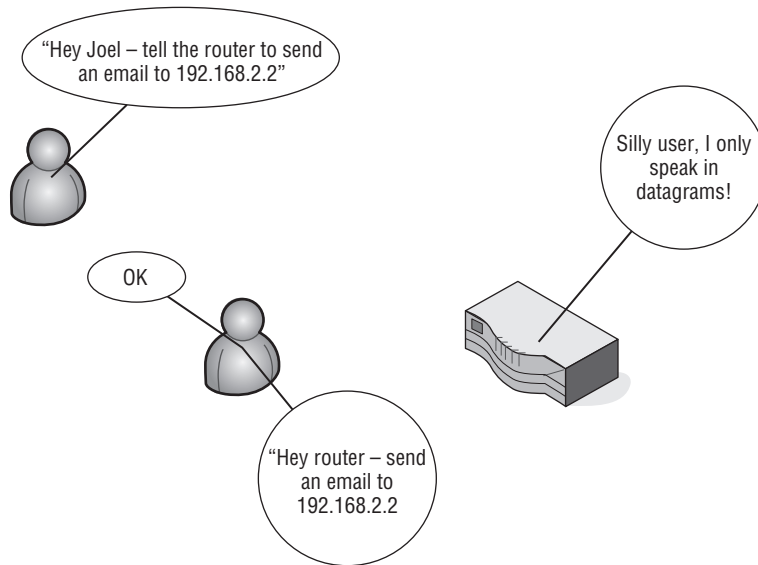 “Hey Joel – tell the router to send
an email to 192.168.2.2”
Silly user, I only
speak in
datagrams!
OK
“Hey router – send
an email to
192.168.2.2